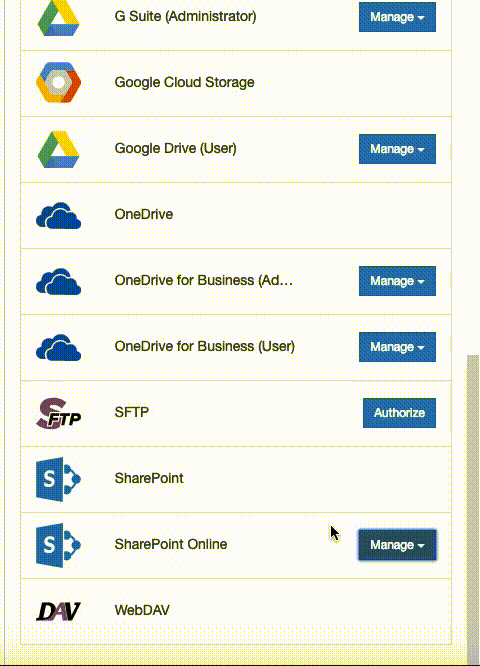 G Suite (Administrator) Manage
Google Cloud Storage
Google Drive (User) Manage
OneDrive
OneDrive for Business (Ad... Manage
OneDrive for Business (User) Manage
SFTP SFTP Authorize
S SharePoint
S SharePoint Online Manage
DAV WebDAV